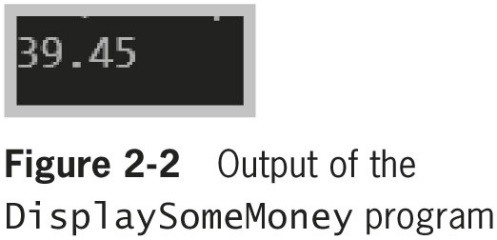 39.45
Figure 2-2 Output of the
DisplaySomeMoney program